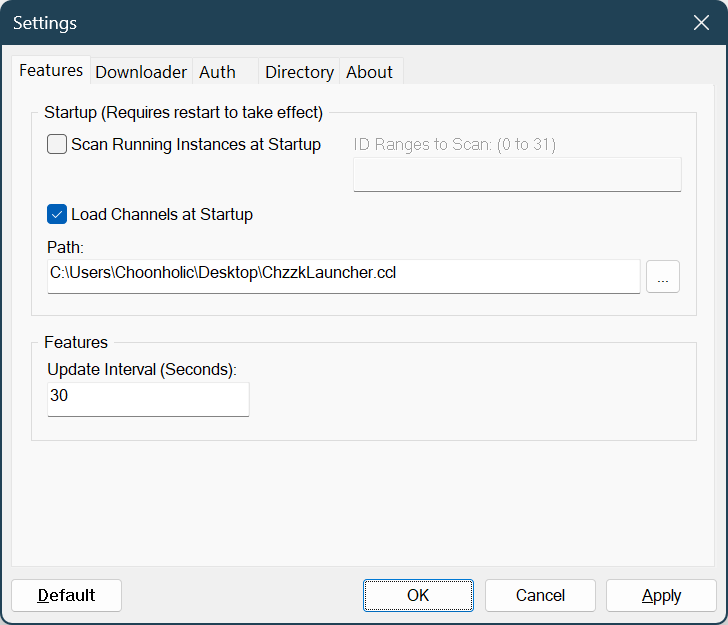 Settings
Features Downloader Auth Directory About
Startup (Requires restart to take effect)
Scan Running Instances at Startup
ID Ranges to Scan: (0 to 31)
Load Channels at Startup
Path:
C:\Users\Choonholic\Desktop\ChzzkLauncher.ccl
...
Features
Update Interval (Seconds):
30
Default OK Cancel Apply